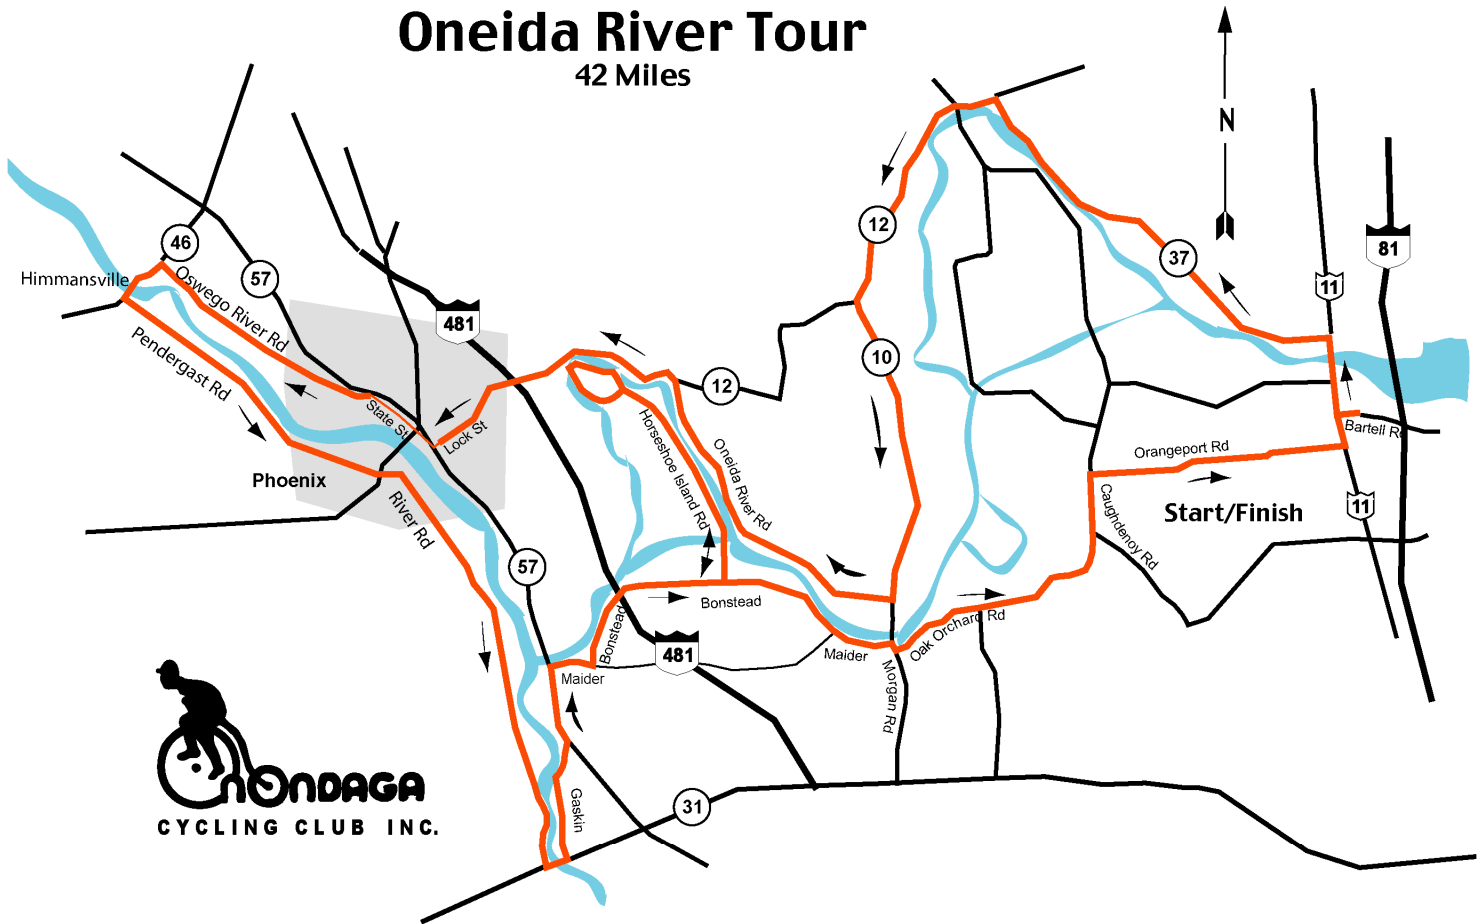 Oneida River Tour
42 Miles
N
12
46
37
81
Himmansville
57
11
Oswego River Rd
481
10
Pendergast Rd
12
State St
Lock St
Horseshoe Island Rd
Oneida River Rd
Bartell R
Orangeport Rd
Phoenix
River Rd
Caughdenoy Rd
11
Start/Finish
57
Bonstead
Bonstead
Oak Orchard Rd
481
Maider
Maider
Morgan Rd
Gaskin
31
OnONDAGA
CYCLING CLUB INC.